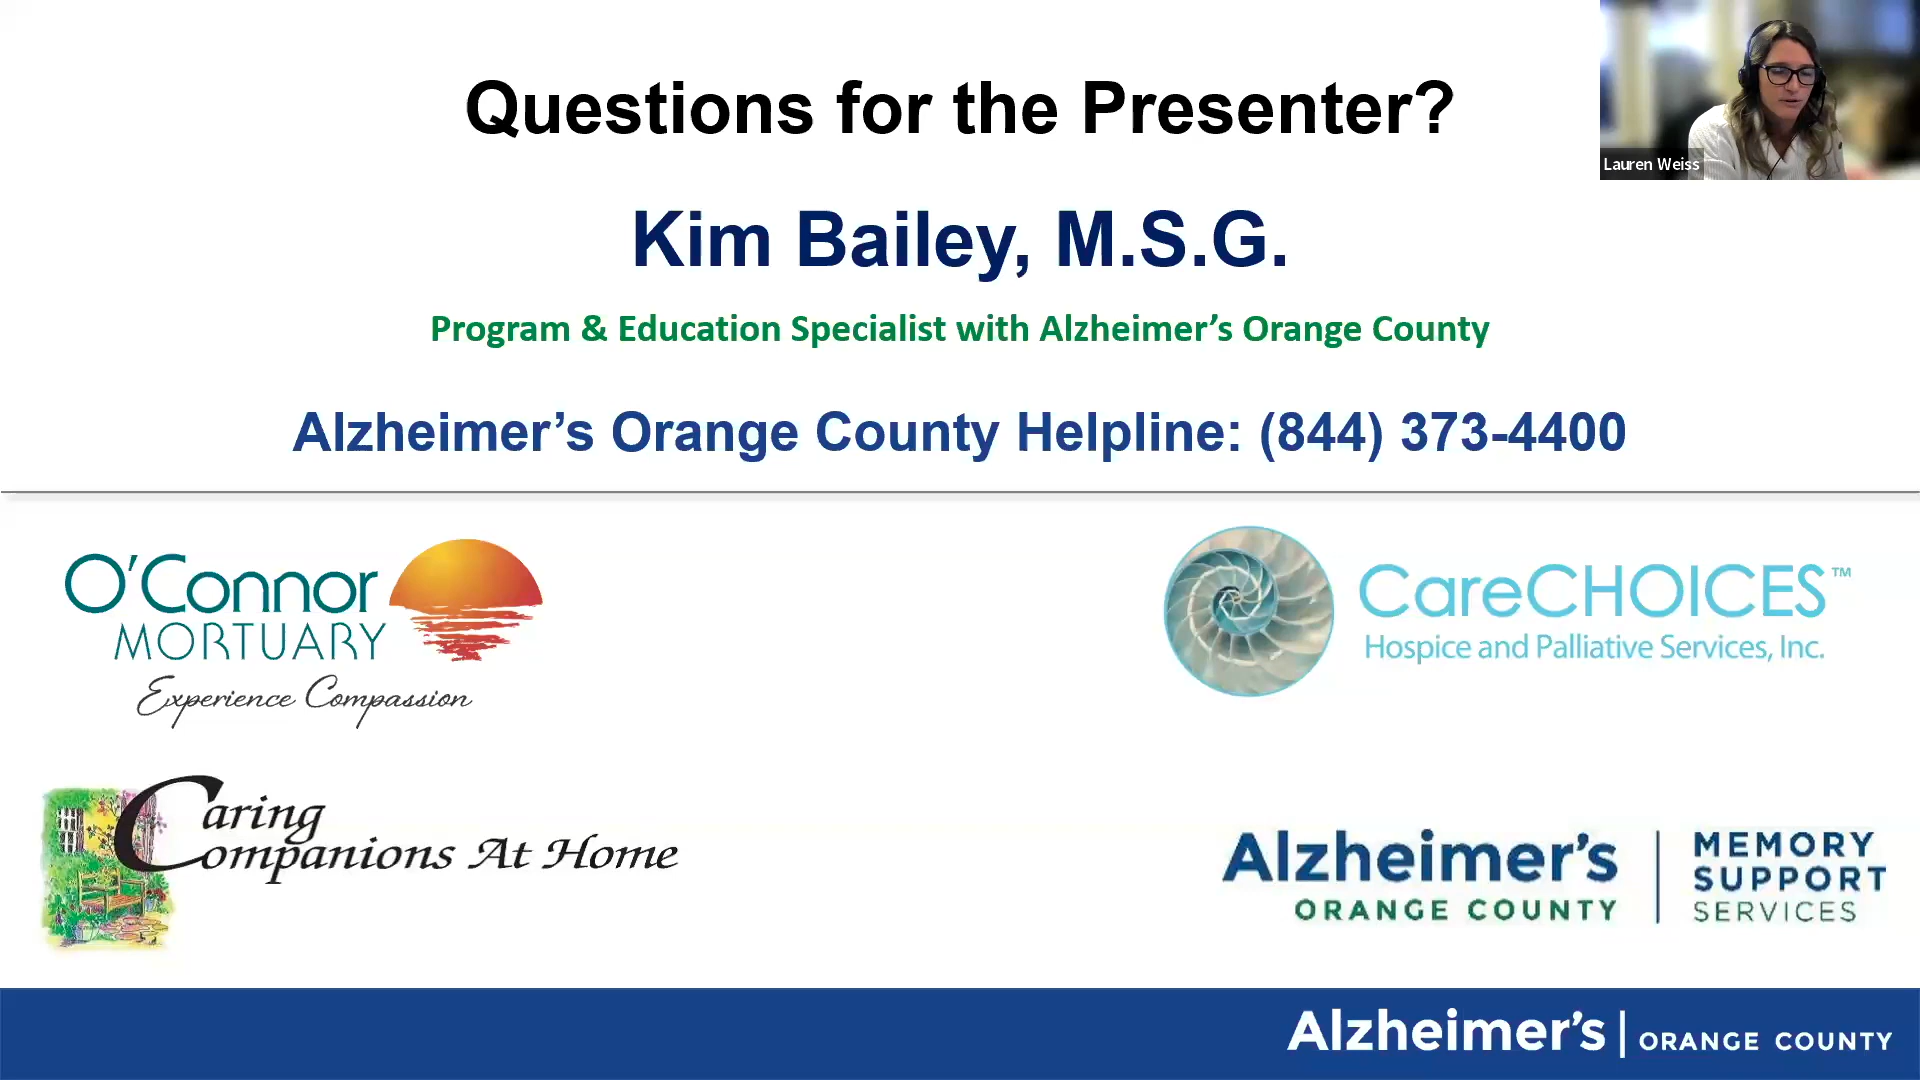 Questions for the Presenter?
Lauren Weiss
Kim Bailey, M.S.G.
Program & Education Specialist with Alzheimer’s Orange County
Alzheimer’s Orange County Helpline: (844) 373-4400
O’Connor
MORTUARY
Experience Compassion
CareCHOICES™
Hospice and Palliative Services, Inc.
Caring
Companions At Home
Alzheimer’s
ORANGE COUNTY
MEMORY
SUPPORT
SERVICES
Alzheimer’s | ORANGE COUNTY